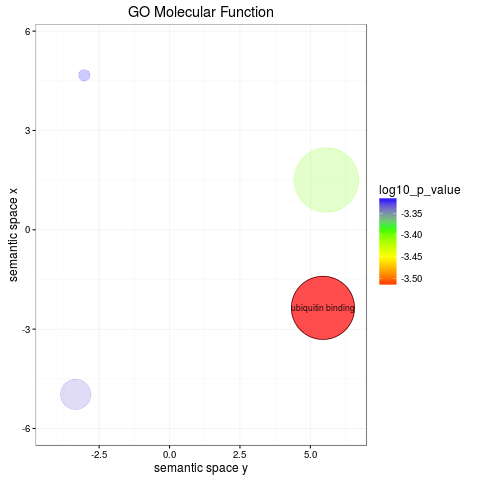 GO Molecular Function
6
3
0
-3
-6
semantic space x
ubiquitin binding
-2.5 0.0 2.5 5.0
semantic space y
log10_p_value
-3.35
-3.40
-3.45
-3.50